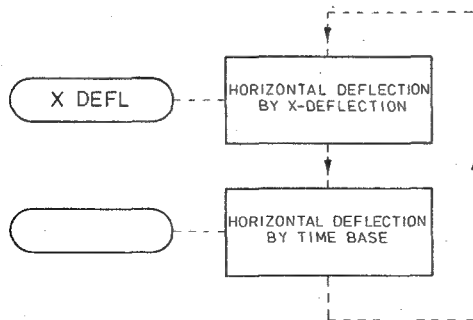 X DEFL
HORIZONTAL DEFLECTION
BY X-DEFLECTION
HORIZONTAL DEFLECTION
BY TIME BASE